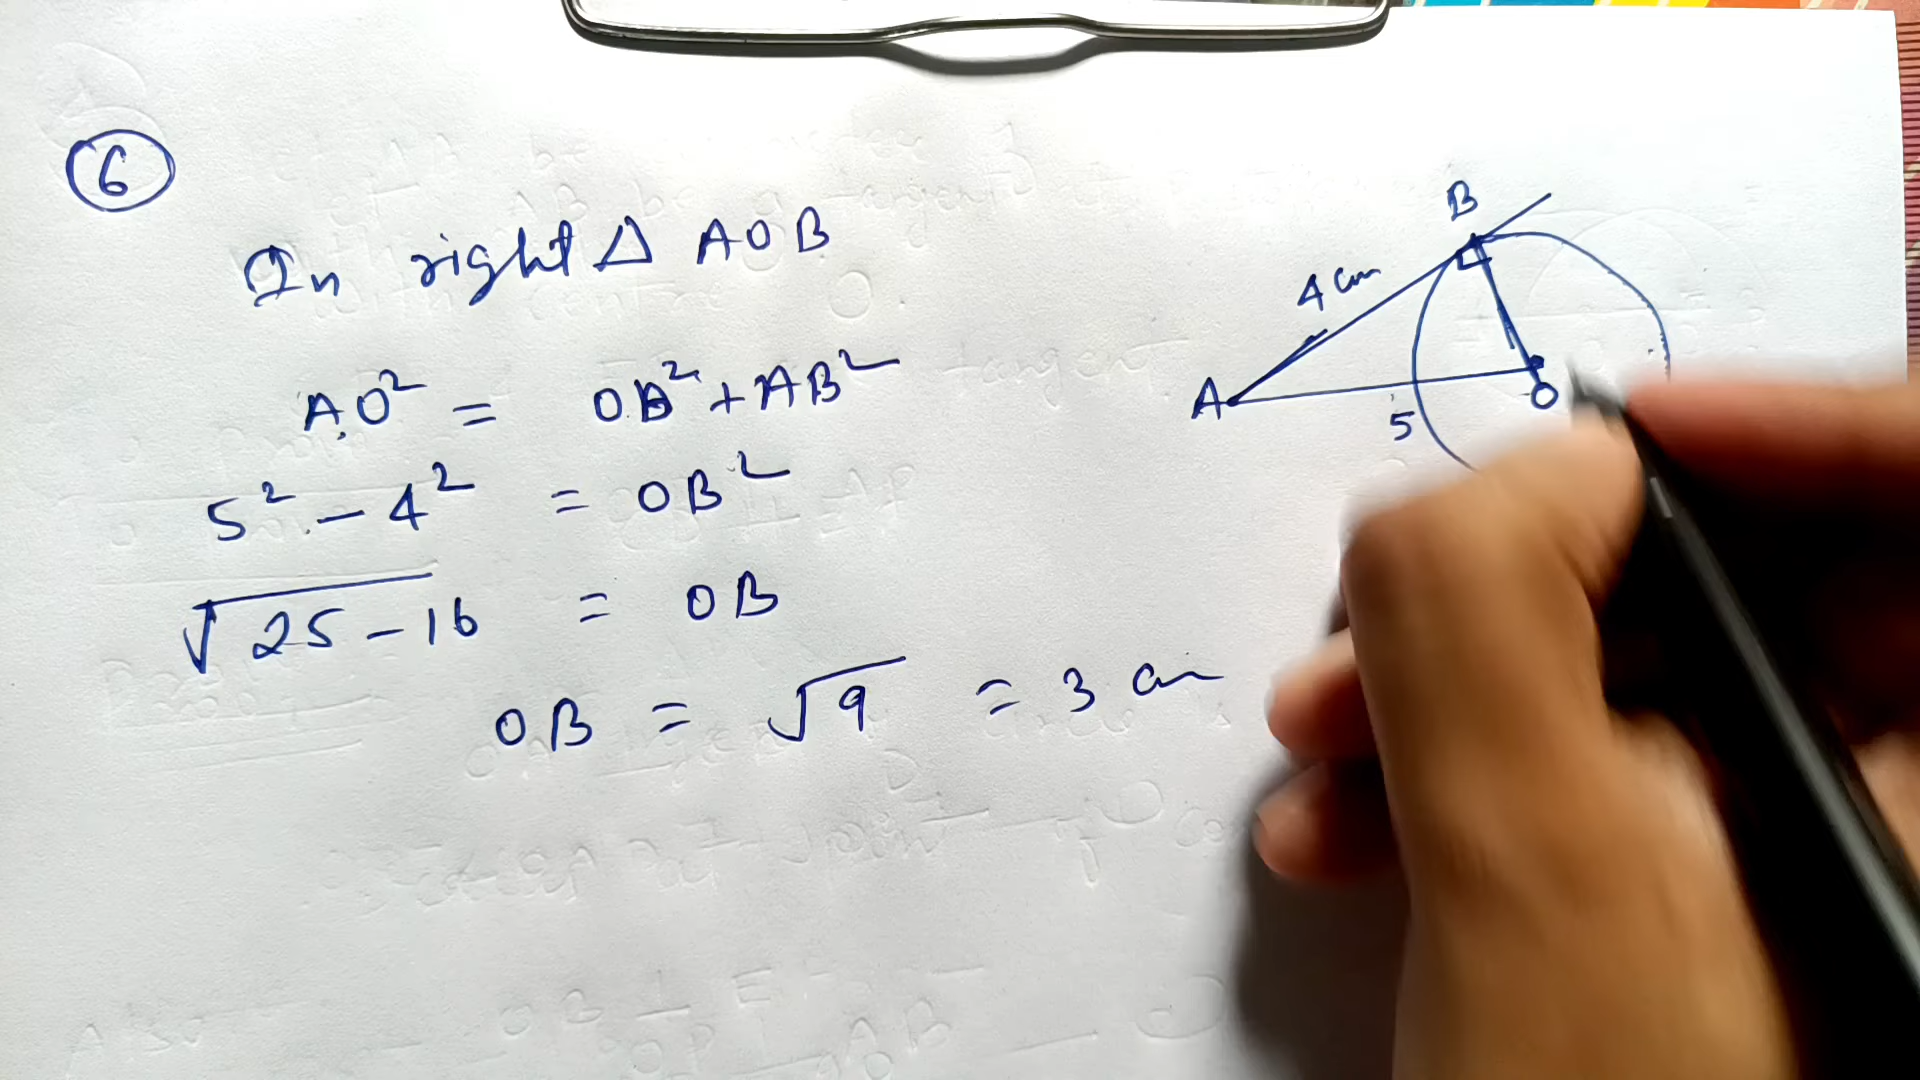 6
In right △ AOB
AO² = OB² + AB²
5² - 4² = OB²
√25 - 16 = OB
OB = √9 = 3 cm
B
4 cm
A
O
5